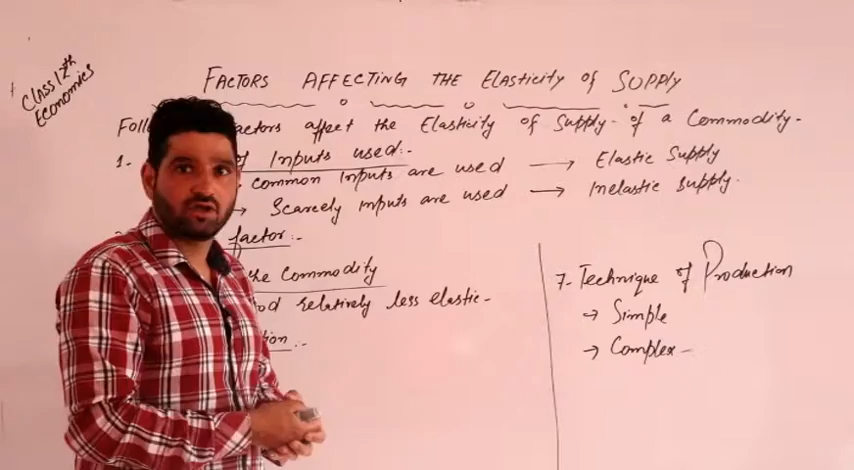 Class 12th
Economics
FACTORS AFFECTING THE Elasticity of SUPPLY
Foll actors affect the Elasticity of Supply of a Commodity.
1. of Inputs used:-
common Inputs are used → Elastic Supply
→ Scarcely inputs are used → Inelastic supply.
factor:-
the Commodity
relatively less elastic-
7. Technique of Production
→ Simple
→ Complex-